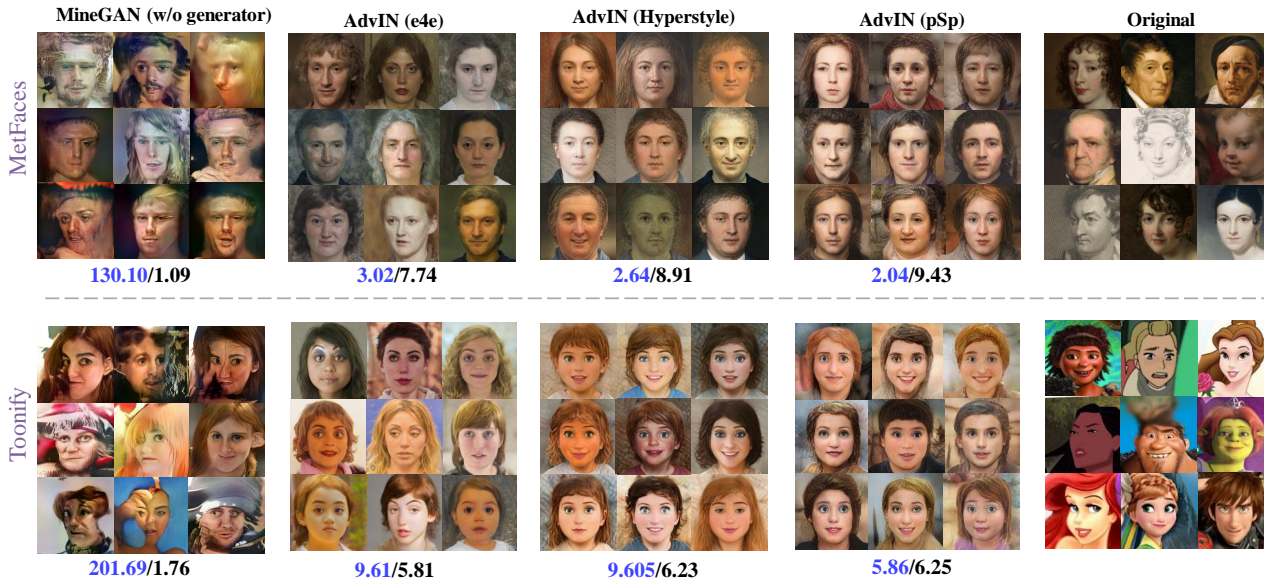 MineGAN (w/o generator)
AdvIN (e4e)
AdvIN (Hyperstyle)
AdvIN (pSp)
Original
MetFaces
130.10/1.09
3.02/7.74
2.64/8.91
2.04/9.43
Toonify
201.69/1.76
9.61/5.81
9.605/6.23
5.86/6.25